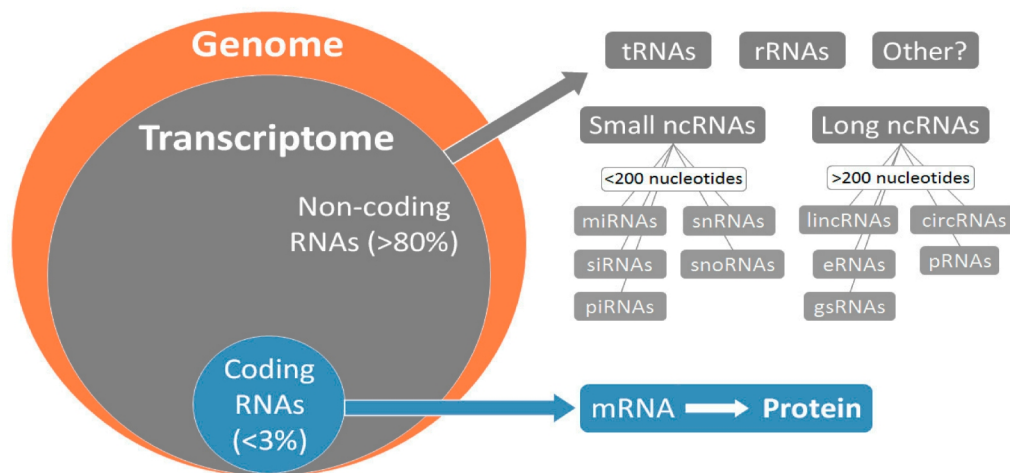 Genome
Transcriptome
Non-coding
RNAs (>80%)
Coding
RNAs
(<3%)
tRNAs rRNAs Other?
Small ncRNAs Long ncRNAs
<200 nucleotides >200 nucleotides
miRNAs snRNAs lincRNAs circRNAs
siRNAs snoRNAs eRNAs pRNAs
piRNAs gsRNAs
mRNA Protein